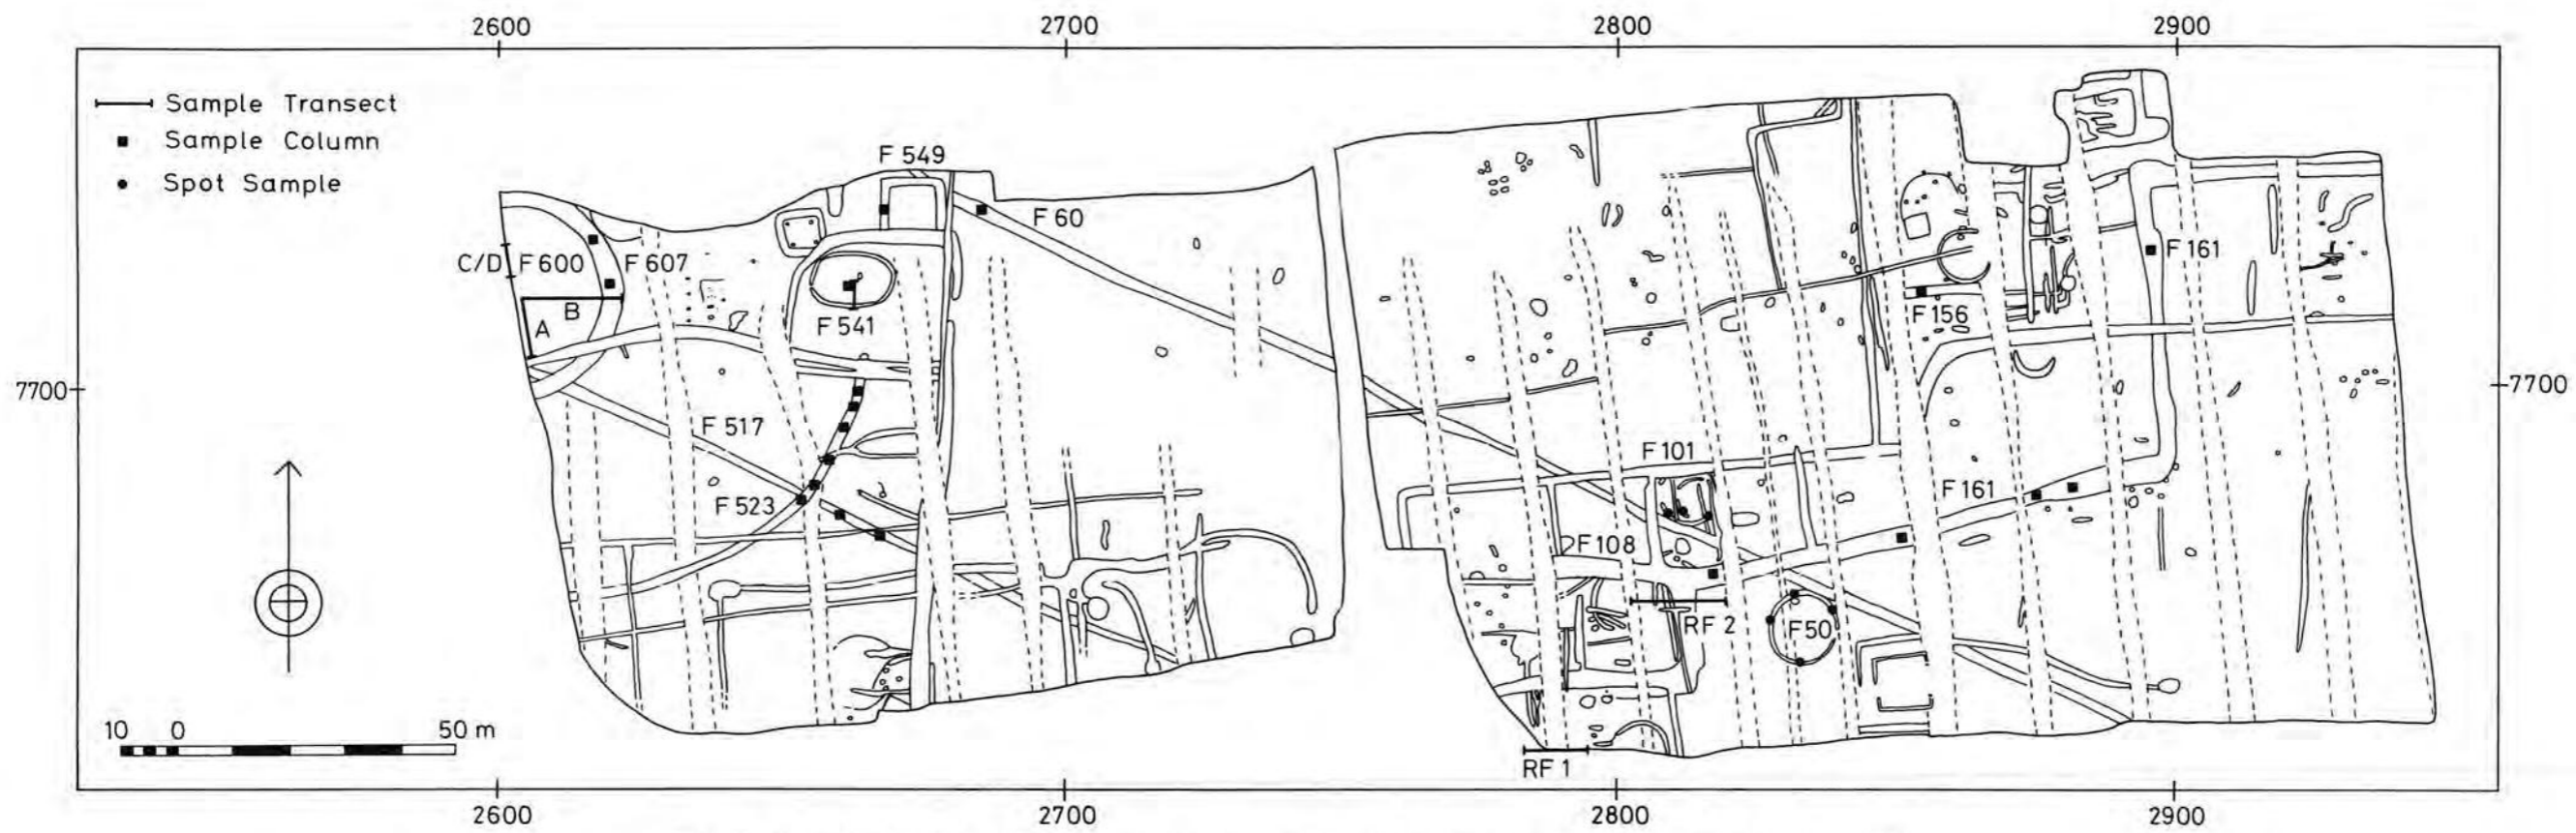 2600 2700 2800 2900
Sample Transect
Sample Column
Spot Sample
F 549
F 60
C/D F 600 F 607
F 161
B
A
F 541
F 156
7700 7700
F 517
F 101
F 523
F 161
F 108
RF 2
F 50
10 0 50 m
RF 1
2600 2700 2800 2900